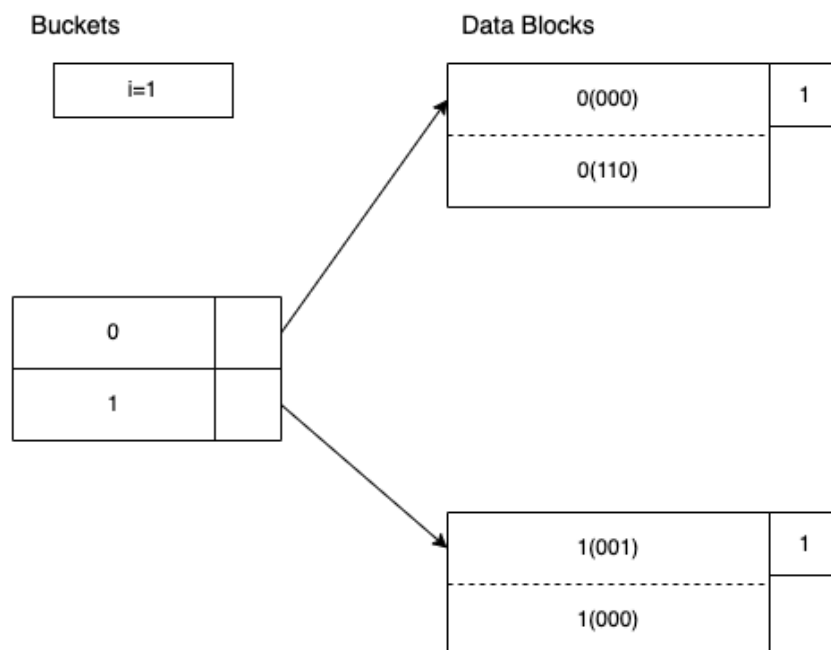 Buckets
Data Blocks
i=1
0(000)
1
0(110)
0
1
1(001)
1
1(000)